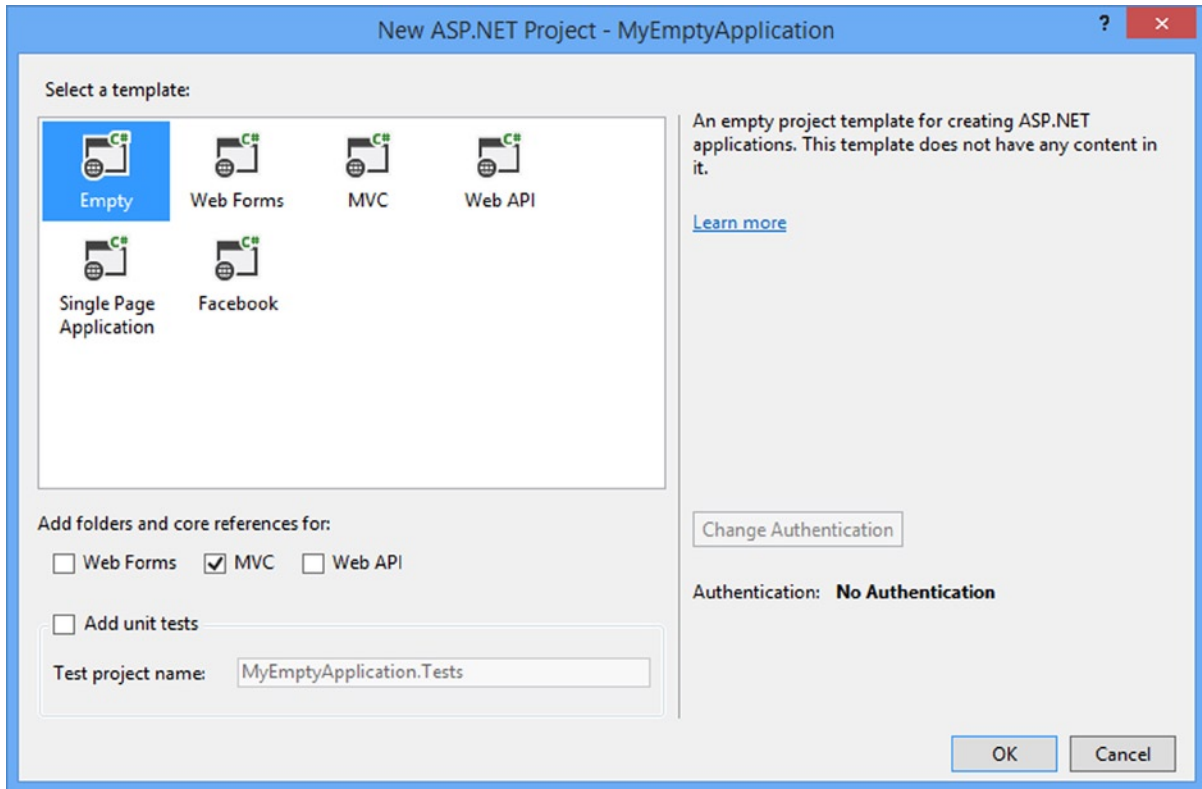 New ASP.NET Project - MyEmptyApplication
?
Select a template:
C# C# C# C#
Empty Web Forms MVC Web API
C# C#
Single Page Facebook
Application
An empty project template for creating ASP.NET
applications. This template does not have any content in
it.
Learn more
Add folders and core references for:
Web Forms MVC Web API
Add unit tests
Test project name: MyEmptyApplication.Tests
Change Authentication
Authentication: No Authentication
OK Cancel